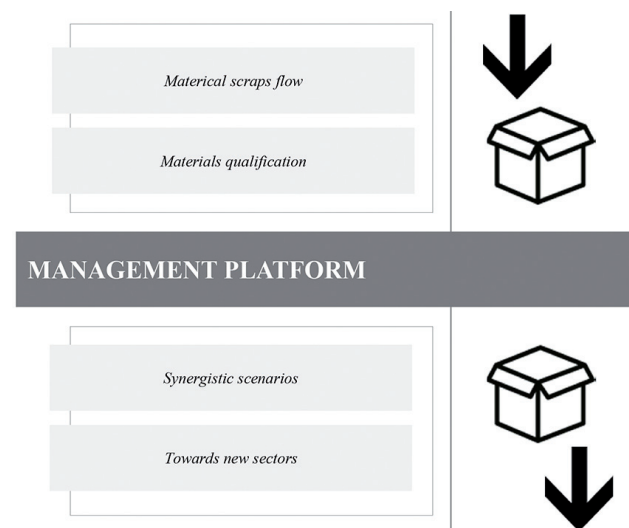 Materical scraps flow
Materials qualification
MANAGEMENT PLATFORM
Synergistic scenarios
Towards new sectors